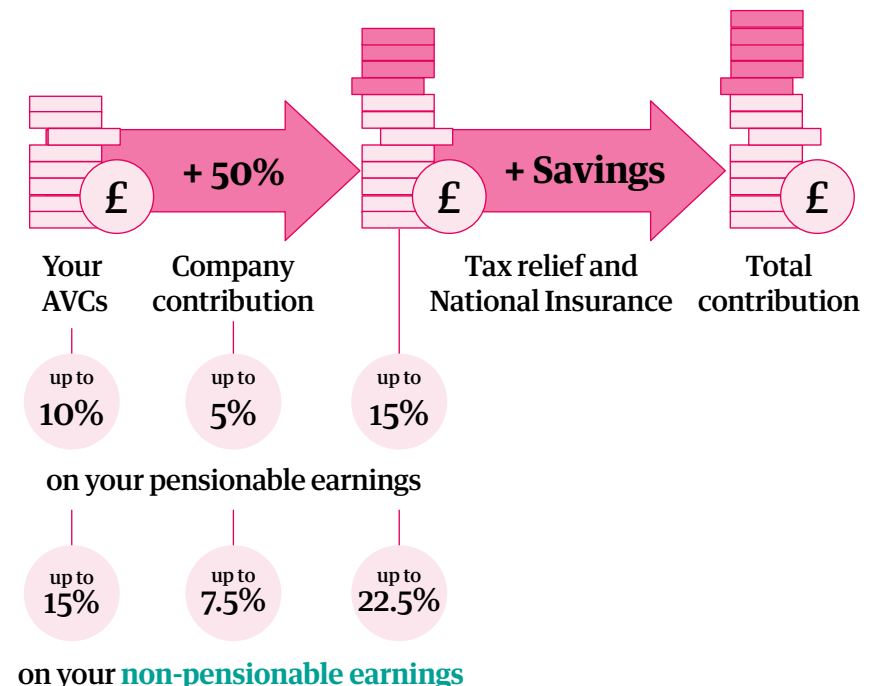 + 50%
+ Savings
£
£
£
Your
AVCs
Company
contribution
Tax relief and
National Insurance
Total
contribution
up to
10%
up to
5%
up to
15%
on your pensionable earnings
up to
15%
up to
7.5%
up to
22.5%
on your non-pensionable earnings